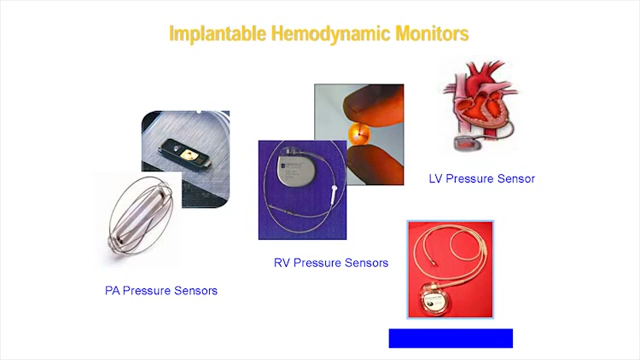 Implantable Hemodynamic Monitors
LV Pressure Sensor
RV Pressure Sensors
PA Pressure Sensors